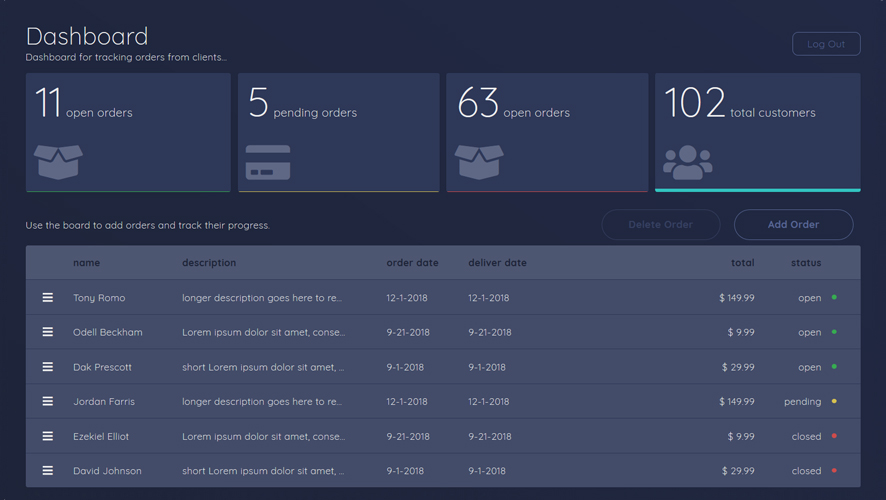 Dashboard
Dashboard for tracking orders from clients...
Log Out
11 open orders
5 pending orders
63 open orders
102 total customers
Use the board to add orders and track their progress.
Delete Order
Add Order
name description order date deliver date total status
Tony Romo longer description goes here to re... 12-1-2018 12-1-2018 $ 149.99 open
Odell Beckham Lorem ipsum dolor sit amet, conse... 9-21-2018 9-21-2018 $ 9.99 open
Dak Prescott short Lorem ipsum dolor sit amet, ... 9-1-2018 9-1-2018 $ 29.99 open
Jordan Farris longer description goes here to re... 12-1-2018 12-1-2018 $ 149.99 pending
Ezekiel Elliot Lorem ipsum dolor sit amet, conse... 9-21-2018 9-21-2018 $ 9.99 closed
David Johnson short Lorem ipsum dolor sit amet, ... 9-1-2018 9-1-2018 $ 29.99 closed